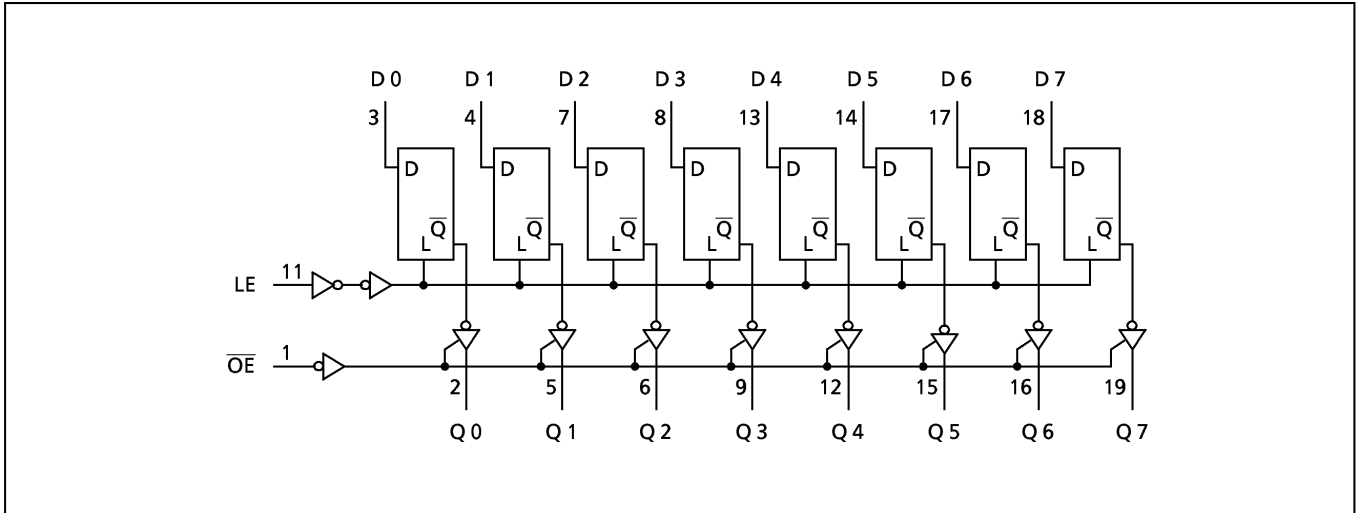 D 0 D 1 D 2 D 3 D 4 D 5 D 6 D 7
3 4 7 8 13 14 17 18
D D D D D D D D
Q̅ Q̅ Q̅ Q̅ Q̅ Q̅ Q̅ Q̅
L L L L L L L L
LE 11
O̅E̅ 1
2 5 6 9 12 15 16 19
Q 0 Q 1 Q 2 Q 3 Q 4 Q 5 Q 6 Q 7